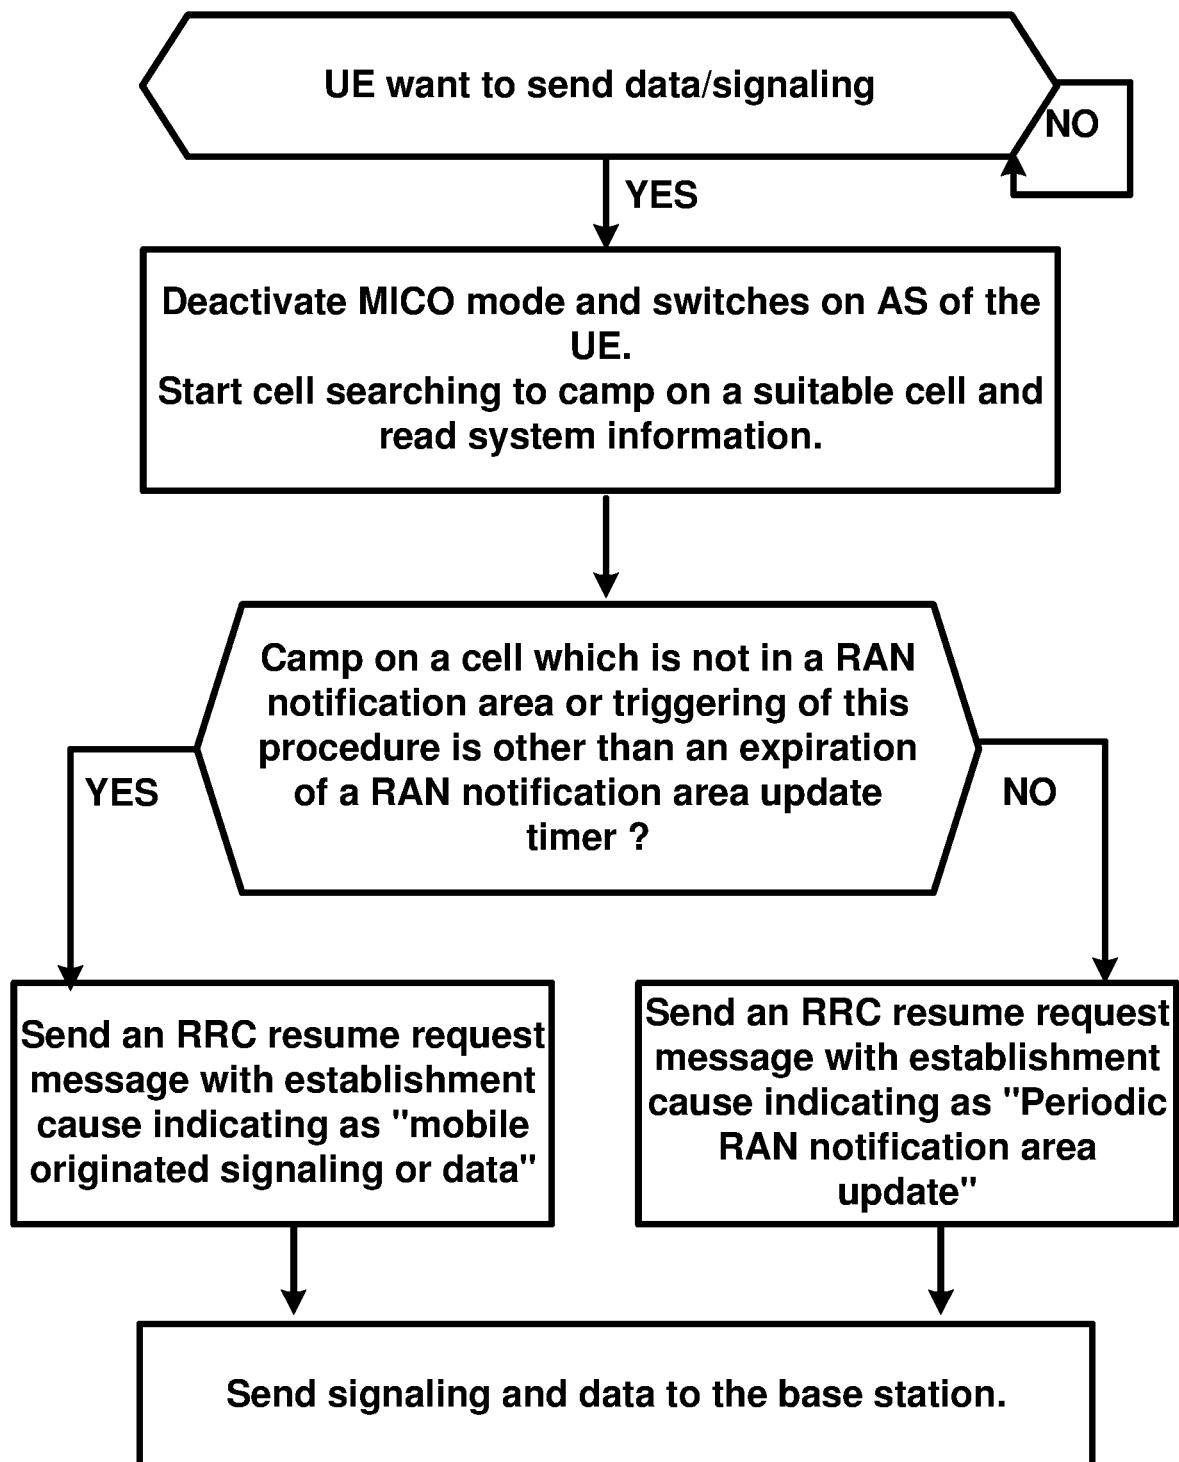 UE want to send data/signaling
NO
YES
Deactivate MICO mode and switches on AS of the
UE.
Start cell searching to camp on a suitable cell and
read system information.
Camp on a cell which is not in a RAN
notification area or triggering of this
procedure is other than an expiration
of a RAN notification area update
timer ?
YES
NO
Send an RRC resume request
message with establishment
cause indicating as "mobile
originated signaling or data"
Send an RRC resume request
message with establishment
cause indicating as "Periodic
RAN notification area
update"
Send signaling and data to the base station.